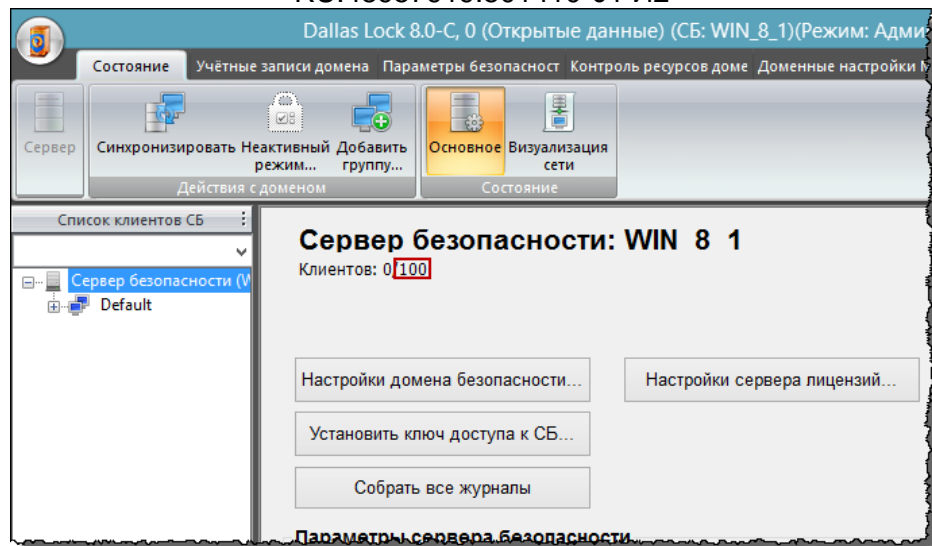 Dallas Lock 8.0-C, 0 (Открытые данные) (СБ: WIN_8_1)(Режим: Адми
Состояние Учётные записи домена Параметры безопасност Контроль ресурсов доме Доменные настройки
Сервер Синхронизировать Неактивный режим... Добавить группу... Основное Визуализация сети
Действия с доменом Состояние
Список клиентов СБ
Сервер безопасности: WIN 8 1
Клиентов: 0/100
Сервер безопасности (W
Default
Настройки домена безопасности... Настройки сервера лицензий...
Установить ключ доступа к СБ...
Собрать все журналы
Параметры сервера безопасности